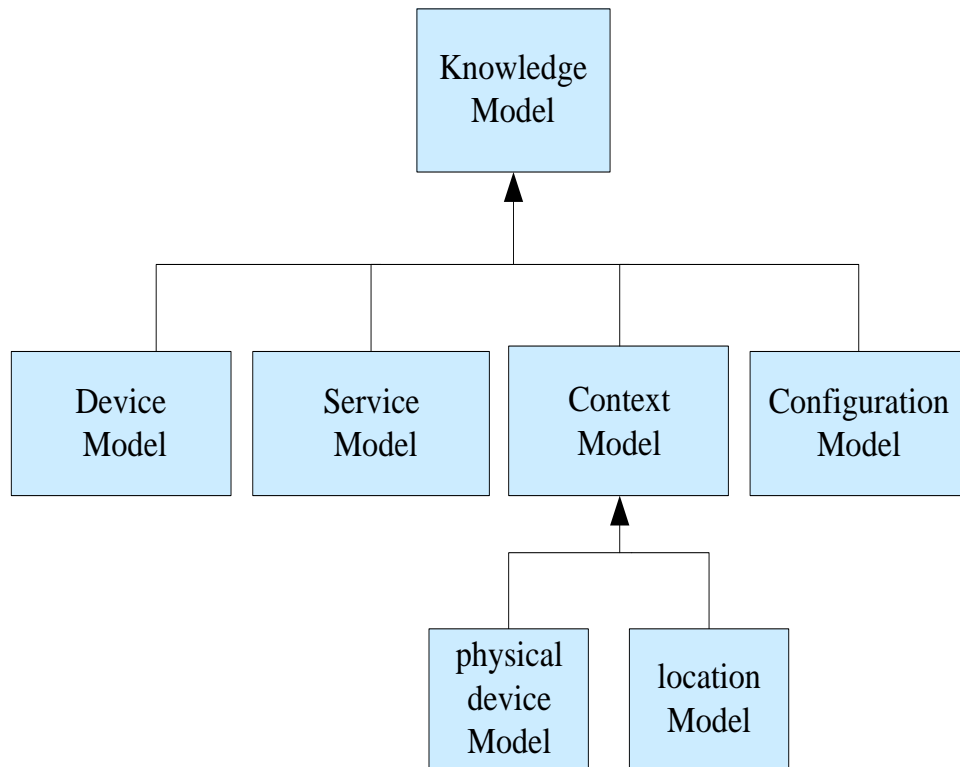 Knowledge
Model
Device
Model
Service
Model
Context
Model
Configuration
Model
physical
device
Model
location
Model